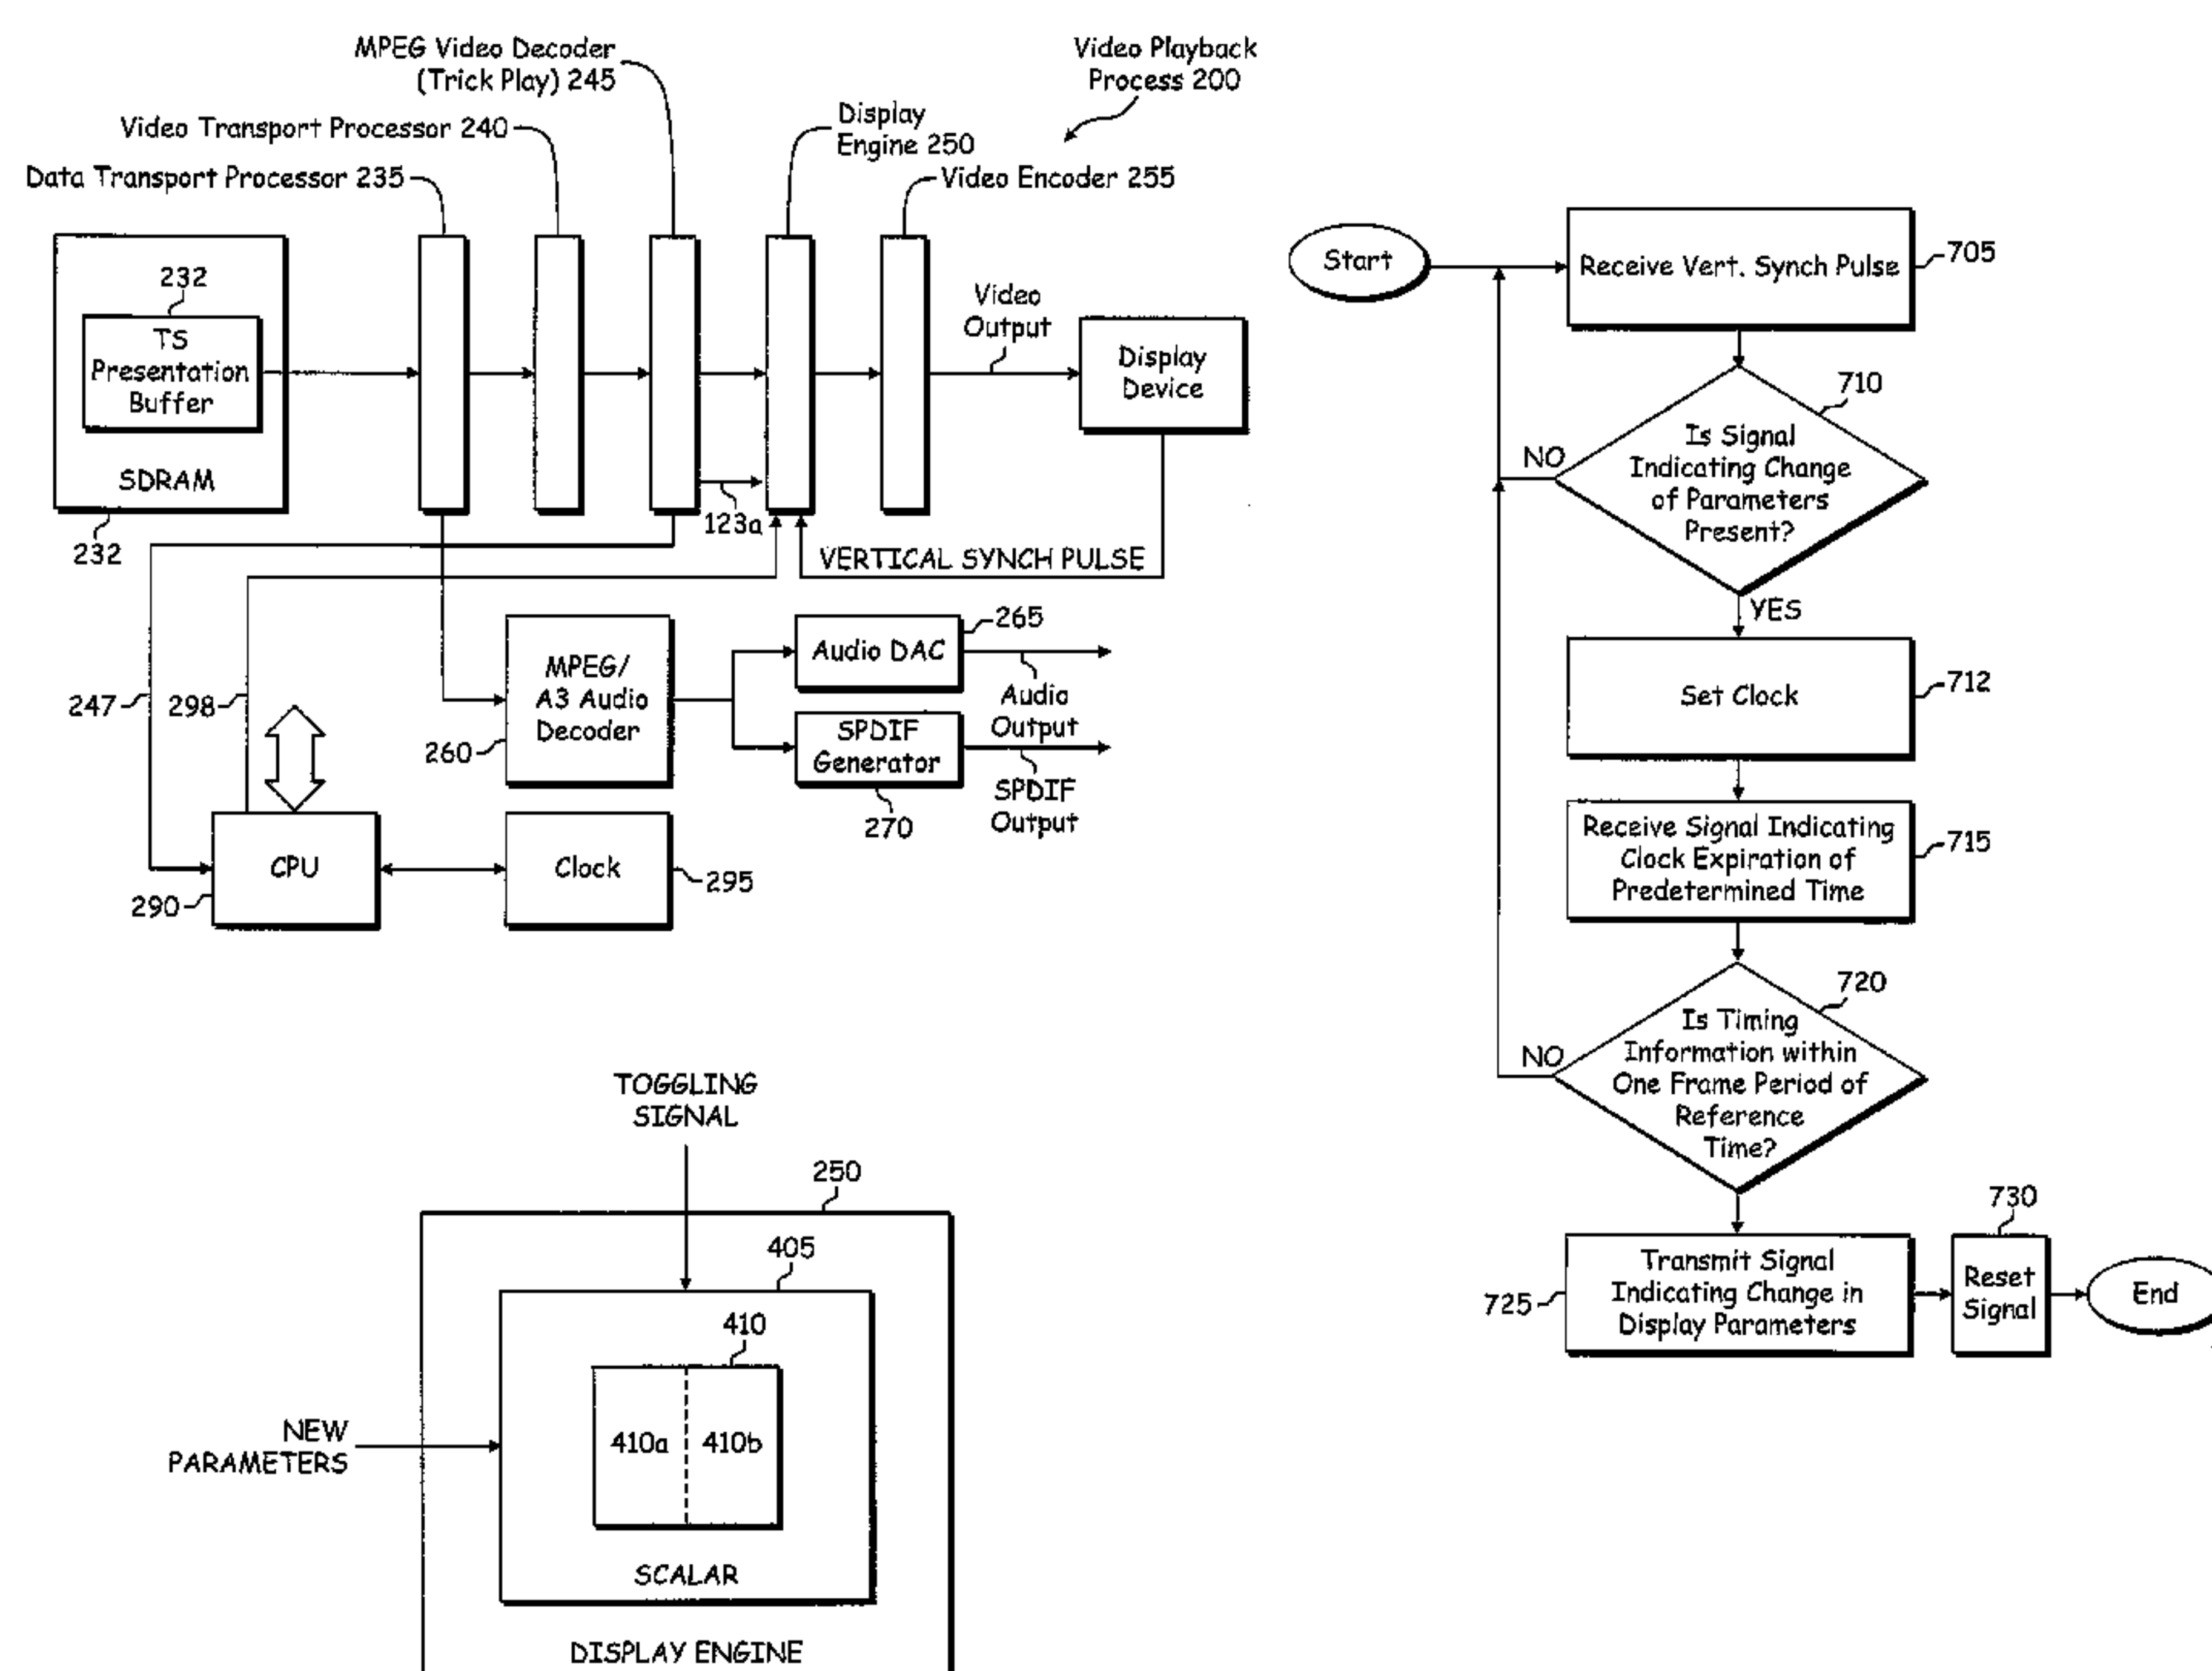 MPEG Video Decoder
(Trick Play) 245
Video Playback
Process 200
Video Transport Processor 240
Display
Engine 250
Data Transport Processor 235
Video Encoder 255
232
TS
Presentation
Buffer
SDRAM
232
Video
Output
Display
Device
123a
VERTICAL SYNCH PULSE
247
298
MPEG/
A3 Audio
Decoder
260
Audio DAC
265
Audio
Output
SPDIF
Generator
270
SPDIF
Output
CPU
290
Clock
295
TOGGLING
SIGNAL
250
405
410
410a
410b
NEW
PARAMETERS
SCALAR
DISPLAY ENGINE
Start
Receive Vert. Synch Pulse
705
710
Is Signal
Indicating Change
of Parameters
Present?
NO
YES
Set Clock
712
Receive Signal Indicating
Clock Expiration of
Predetermined Time
715
720
Is Timing
Information within
One Frame Period of
Reference
Time?
NO
Transmit Signal
Indicating Change in
Display Parameters
725
730
Reset
Signal
End